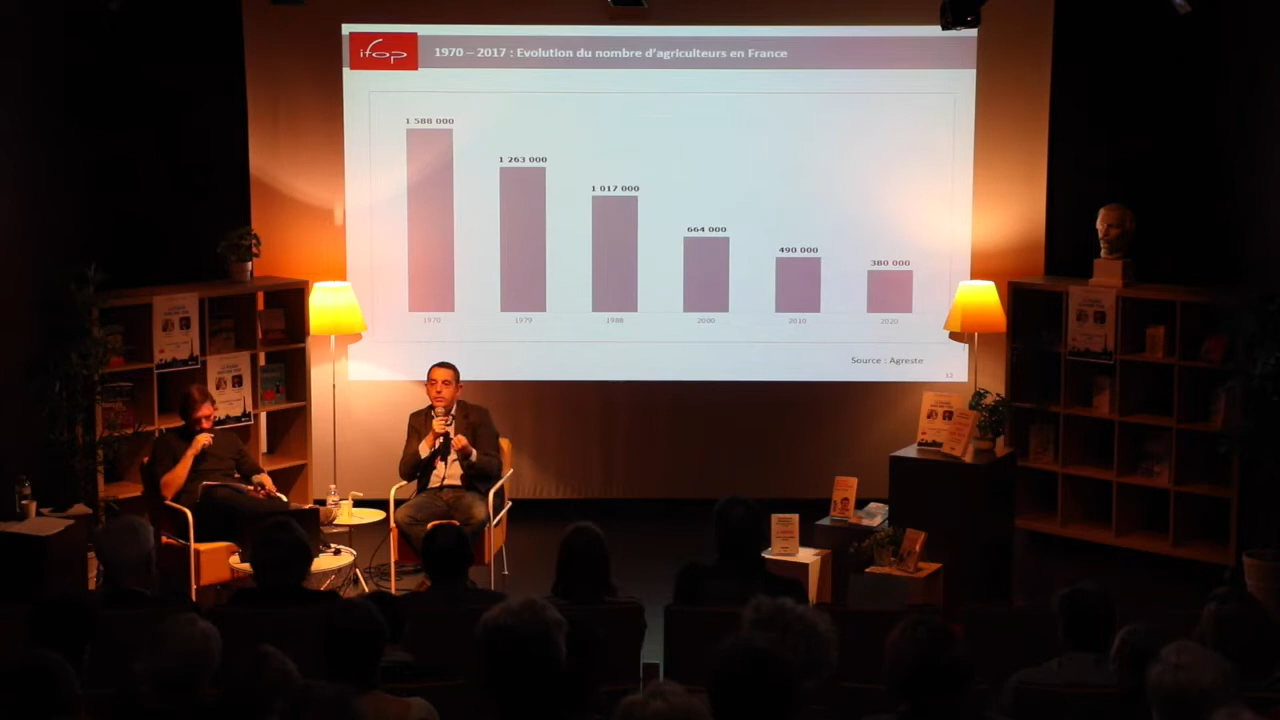 ifop
1970 – 2017 : Evolution du nombre d'agriculteurs en France
1 588 000
1 263 000
1 017 000
664 000
490 000
380 000
1970
1979
1988
2000
2010
2020
Source : Agreste
12